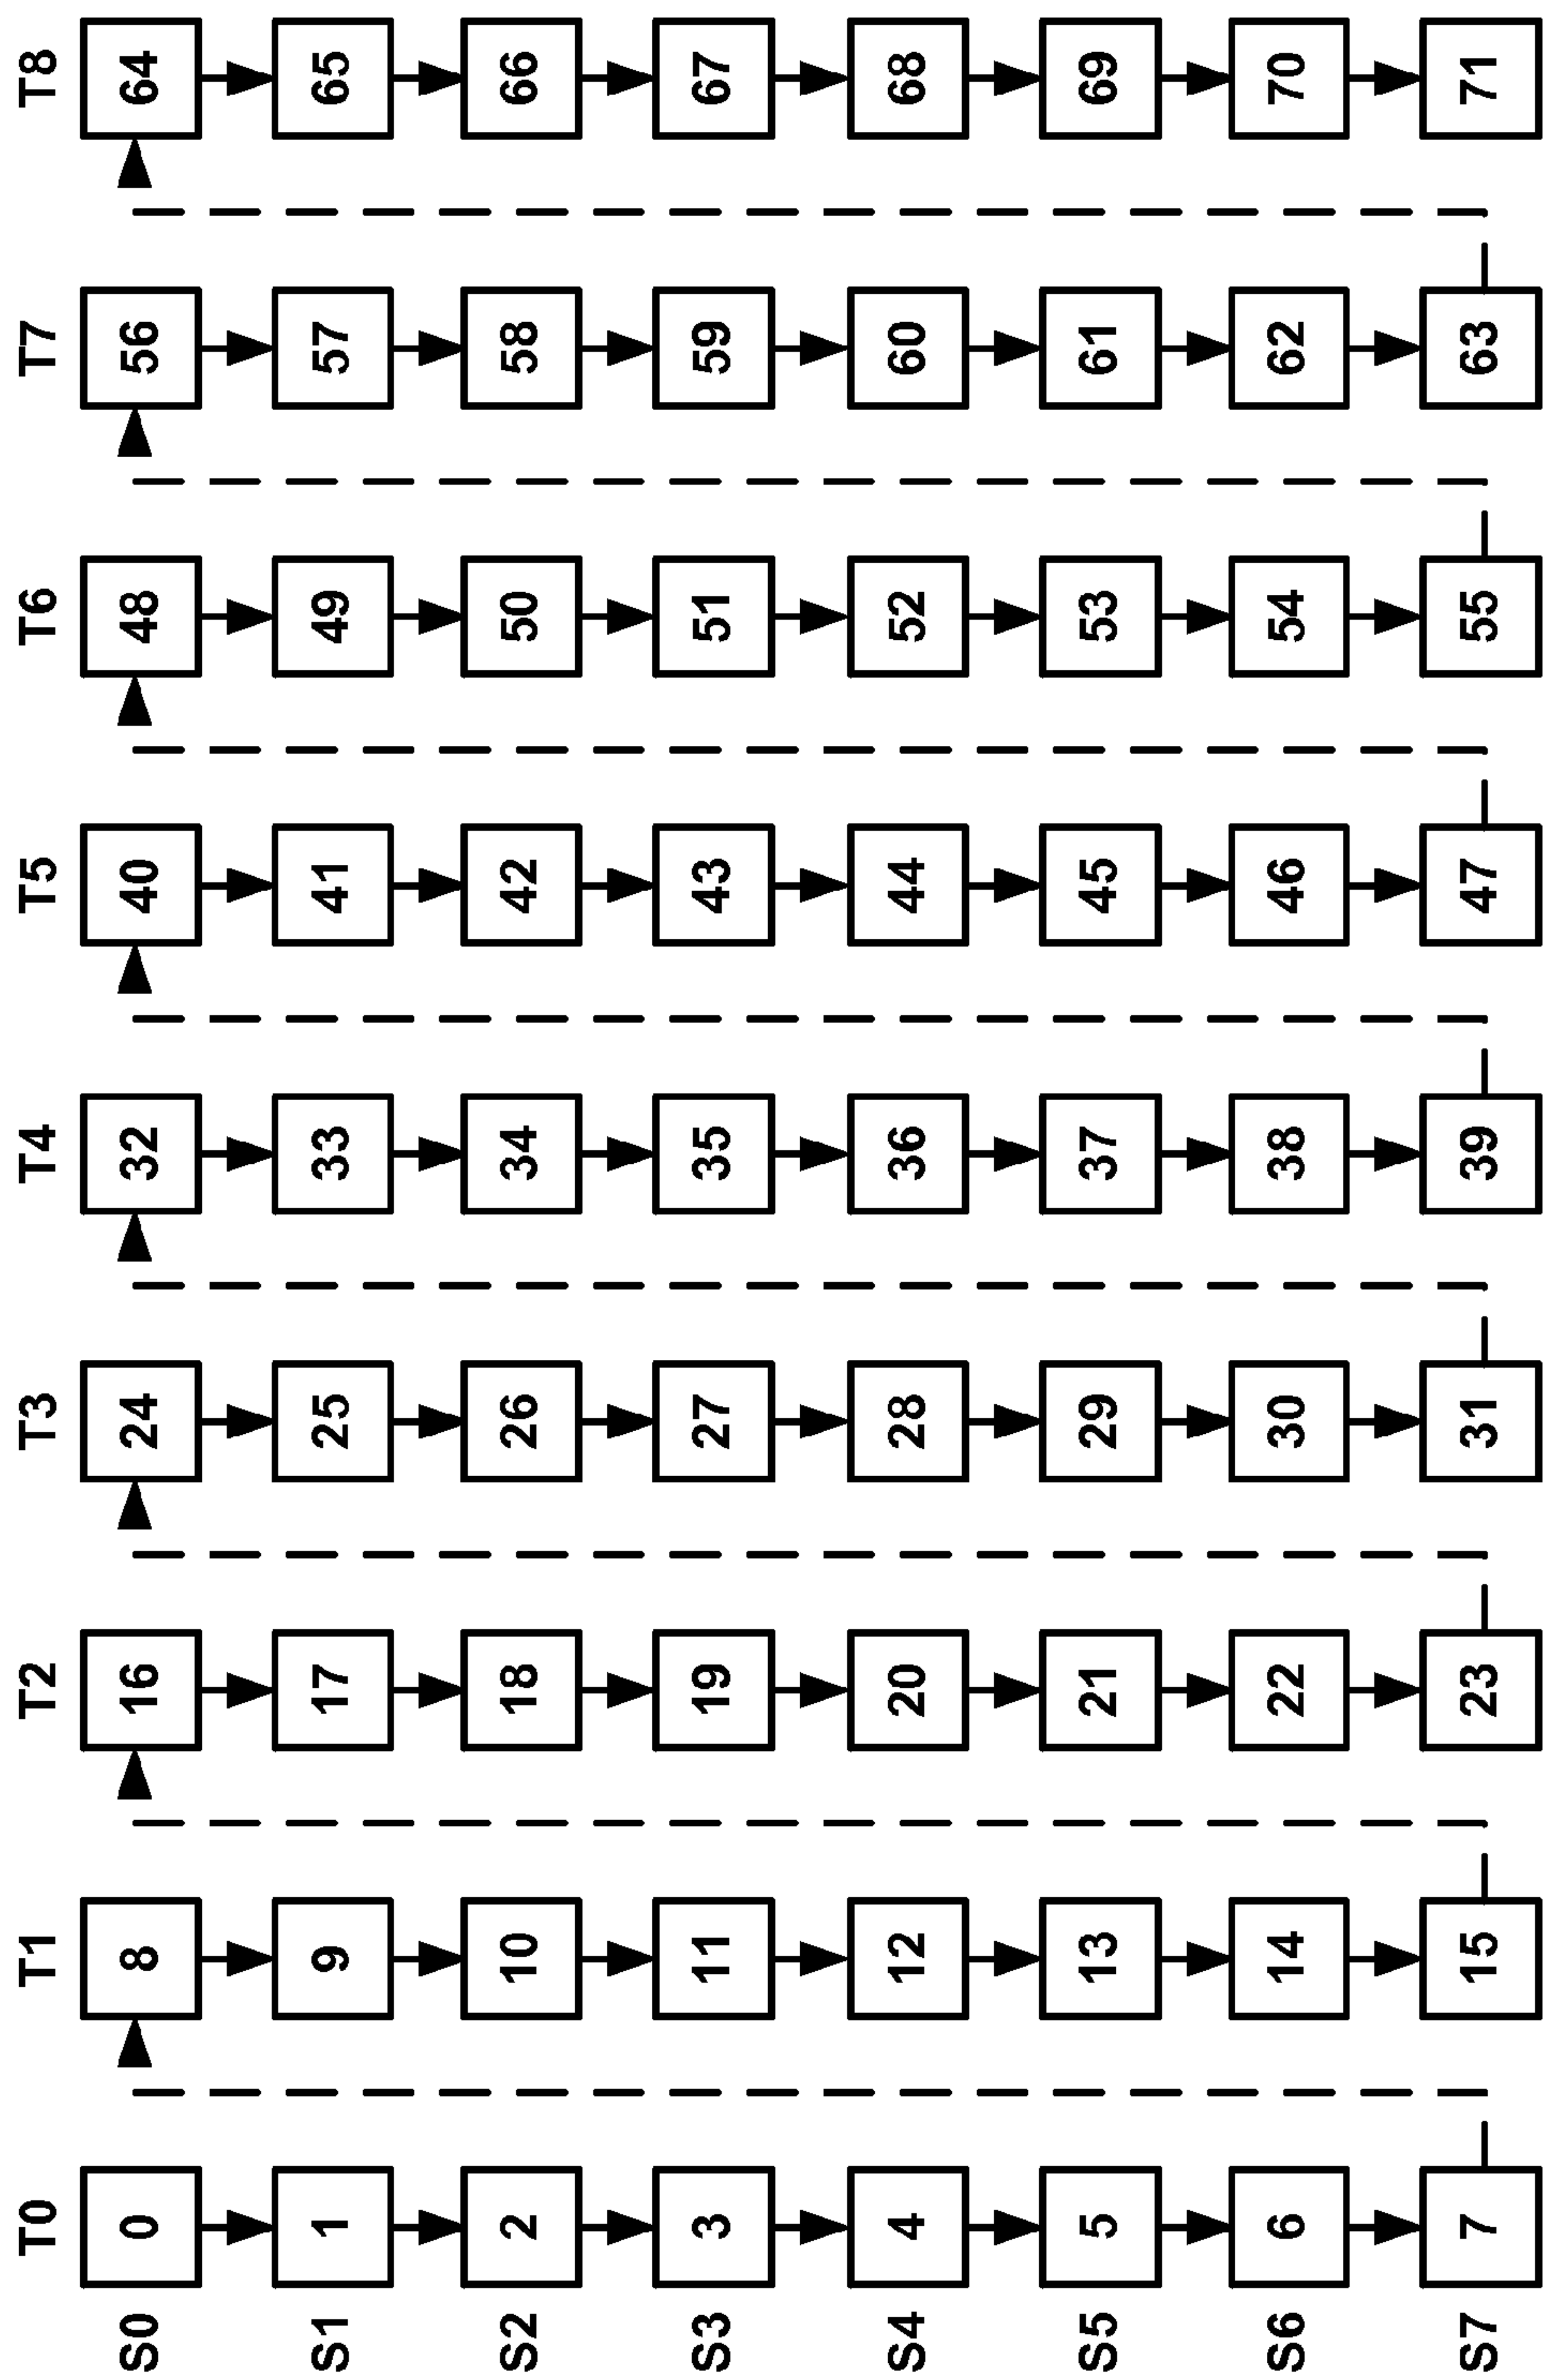 T0 T1 T2 T3 T4 T5 T6 T7 T8
S0 0 8 16 24 32 40 48 56 64
S1 1 9 17 25 33 41 49 57 65
S2 2 10 18 26 34 42 50 58 66
S3 3 11 19 27 35 43 51 59 67
S4 4 12 20 28 36 44 52 60 68
S5 5 13 21 29 37 45 53 61 69
S6 6 14 22 30 38 46 54 62 70
S7 7 15 23 31 39 47 55 63 71